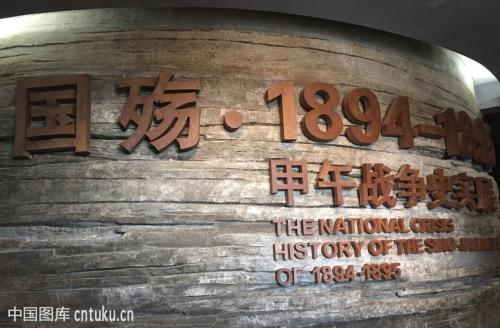 国殇·1894-189
甲午战争史实展
THE NATIONAL CRISIS
HISTORY OF THE SINO-
OF 1894-1895
中国图库 cntuku.cn